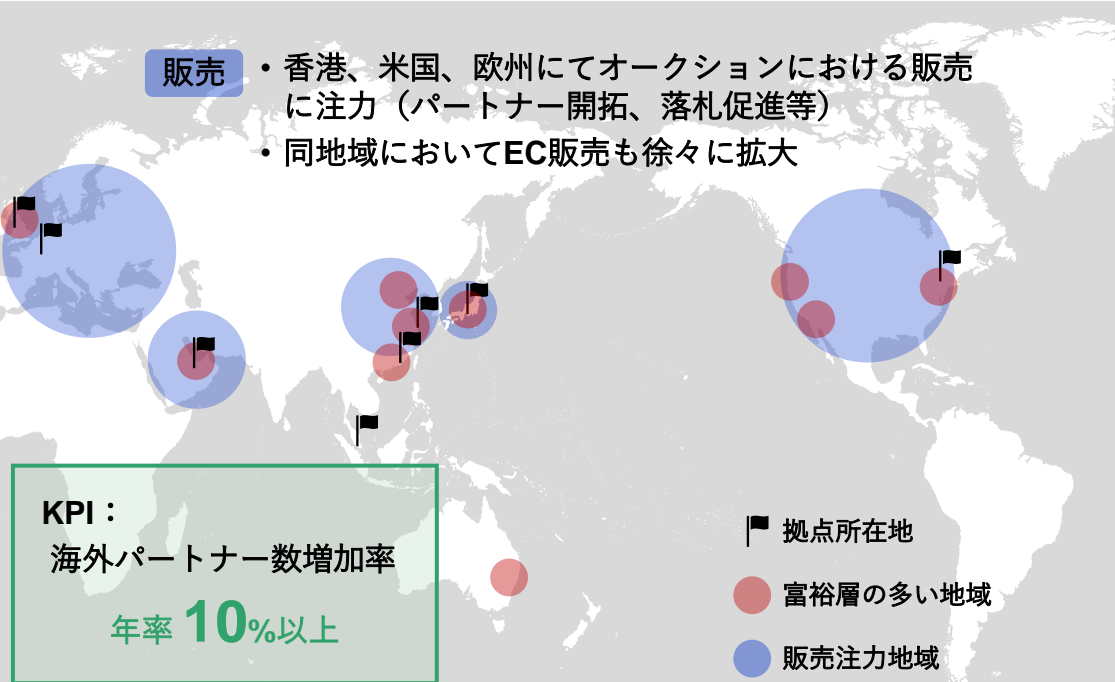 販売
・香港、米国、欧州にてオークションにおける販売
に注力（パートナー開拓、落札促進等）
・同地域においてEC販売も徐々に拡大
KPI：
海外パートナー数増加率
年率 10%以上
拠点所在地
富裕層の多い地域
販売注力地域